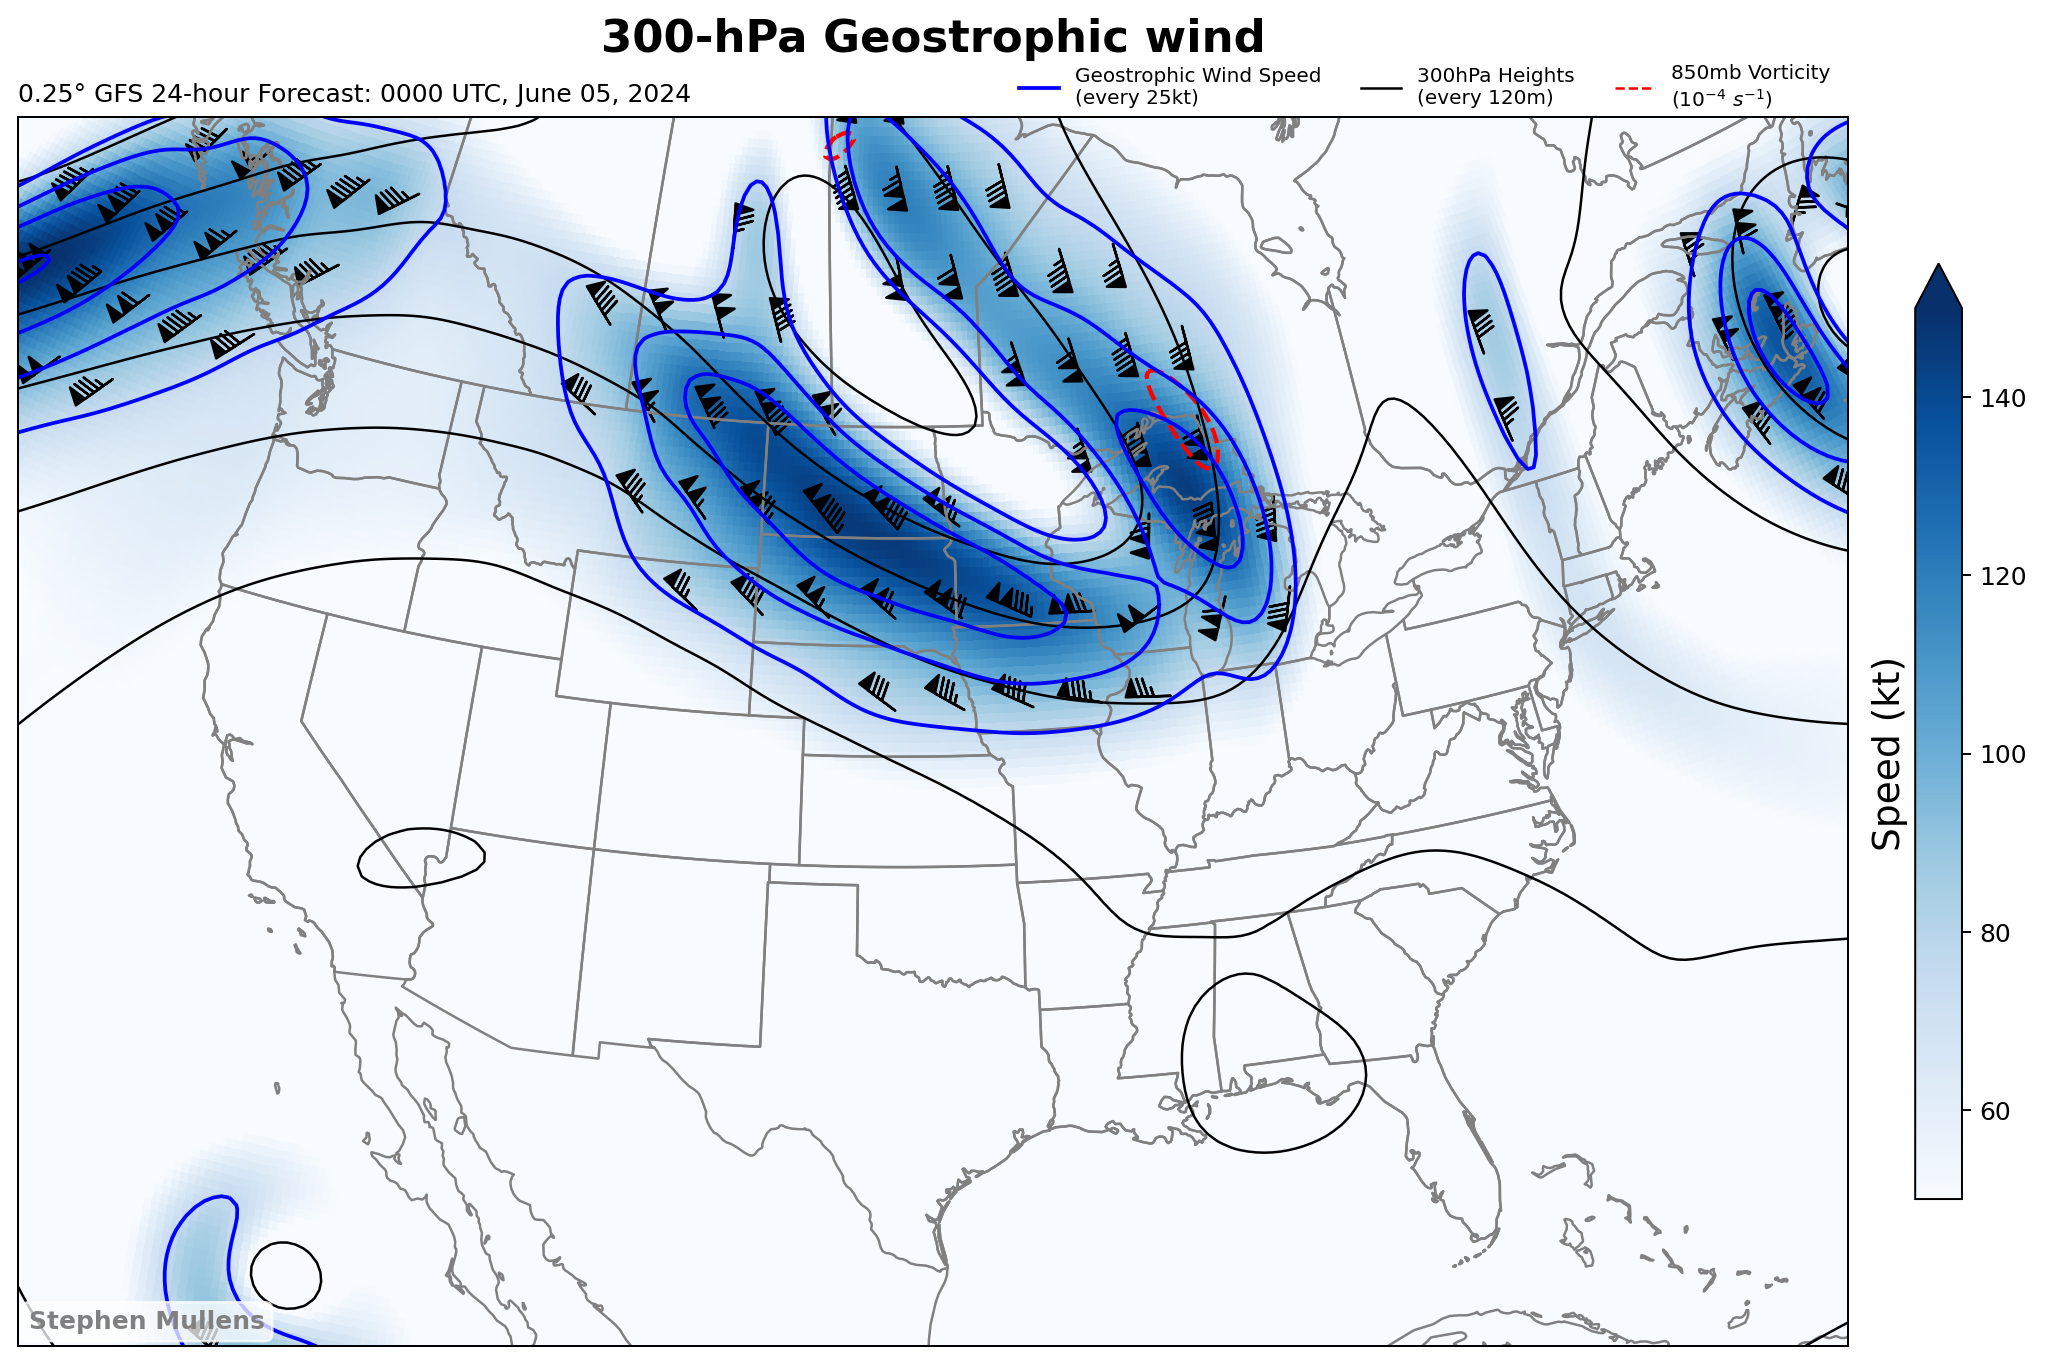 300-hPa Geostrophic wind
0.25° GFS 24-hour Forecast: 0000 UTC, June 05, 2024
Geostrophic Wind Speed
(every 25kt)
300hPa Heights
(every 120m)
850mb Vorticity
(10⁻⁴ s⁻¹)
140
120
100
80
60
Speed (kt)
Stephen Mullens